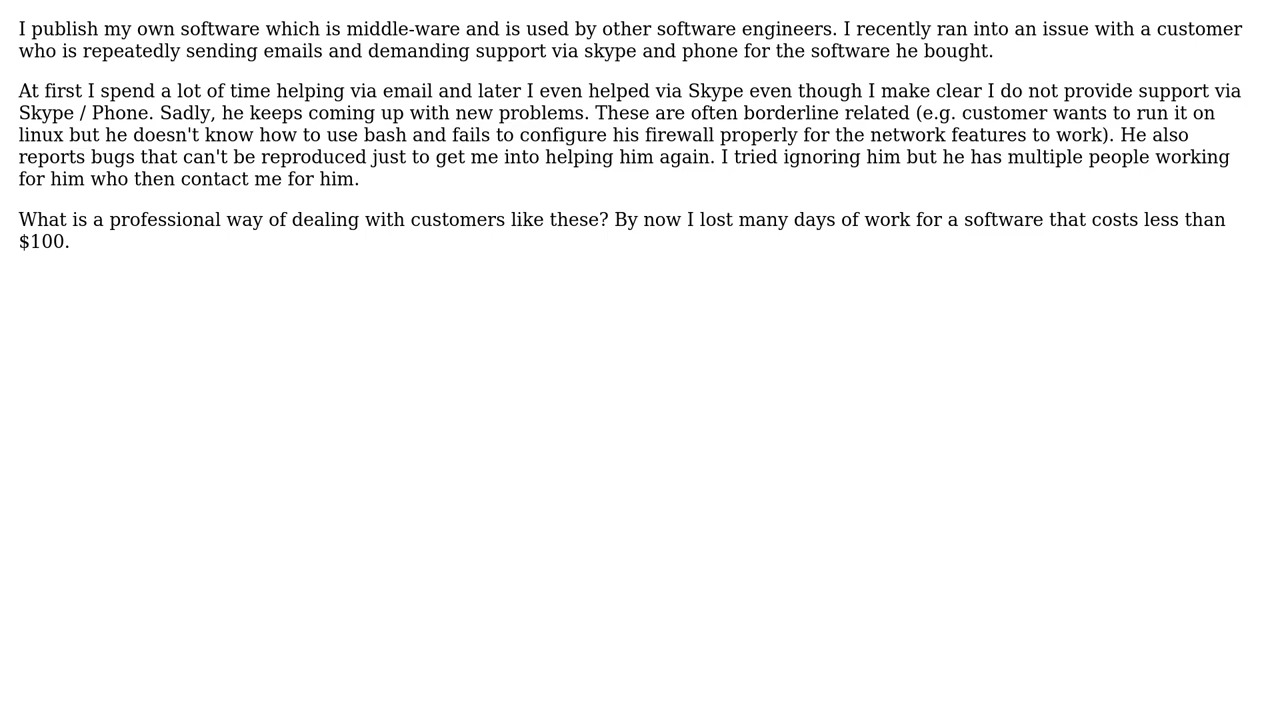 I publish my own software which is middle-ware and is used by other software engineers. I recently ran into an issue with a customer
who is repeatedly sending emails and demanding support via skype and phone for the software he bought.
At first I spend a lot of time helping via email and later I even helped via Skype even though I make clear I do not provide support via
Skype / Phone. Sadly, he keeps coming up with new problems. These are often borderline related (e.g. customer wants to run it on
linux but he doesn't know how to use bash and fails to configure his firewall properly for the network features to work). He also
reports bugs that can't be reproduced just to get me into helping him again. I tried ignoring him but he has multiple people working
for him who then contact me for him.
What is a professional way of dealing with customers like these? By now I lost many days of work for a software that costs less than
$100.